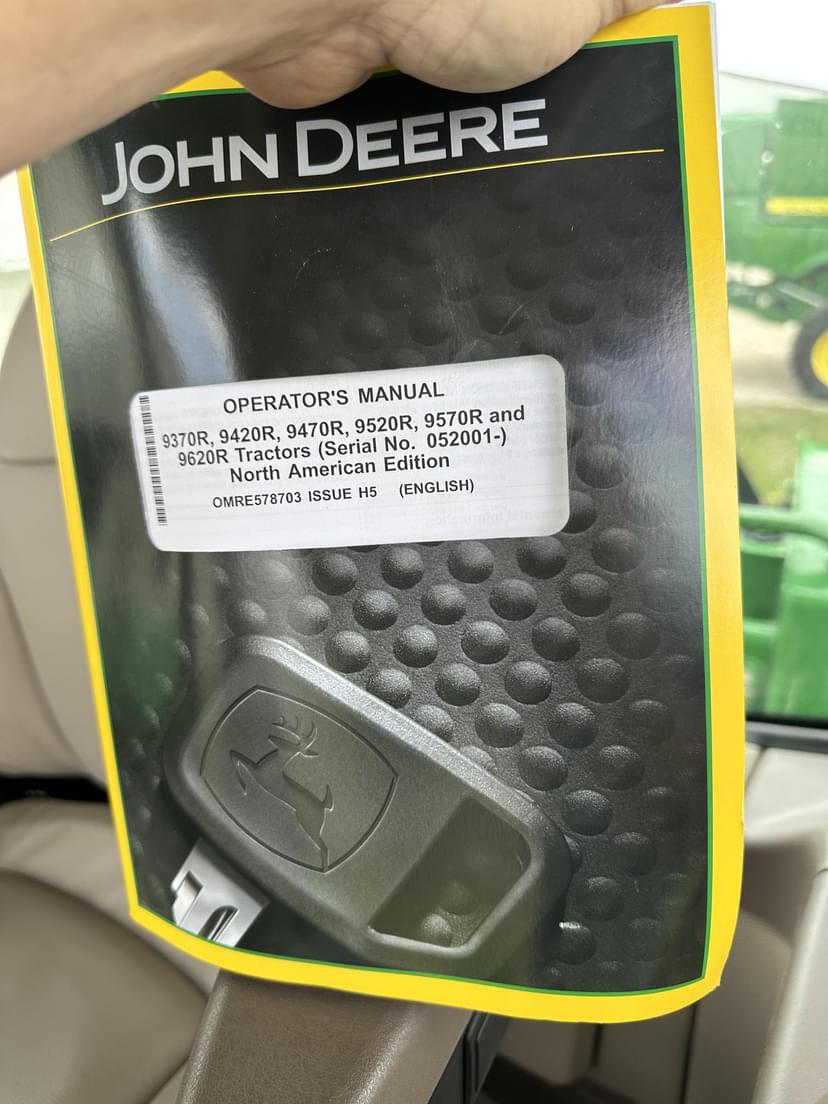 JOHN DEERE
OPERATOR'S MANUAL
9370R, 9420R, 9470R, 9520R, 9570R and
9620R Tractors (Serial No. 052001-)
North American Edition
OMRE578703 ISSUE H5 (ENGLISH)